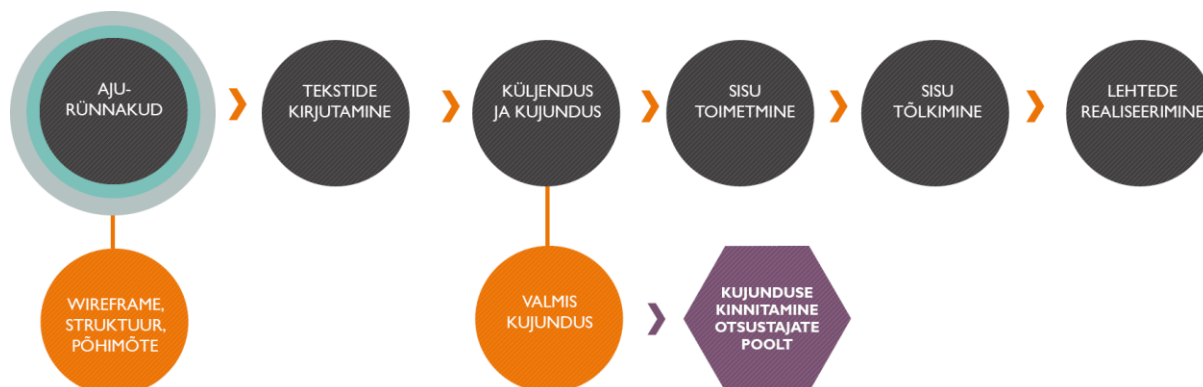 AJU-
RÜNNAKUD
TEKSTIDE
KIRJUTAMINE
KÜLJENDUS
JA KUJUNDUS
SISU
TOIMETMINE
SISU
TÕLKIMINE
LEHTEDE
REALISEERIMINE
WIREFRAME,
STRUKTUUR,
PÕHIMÕTE
VALMIS
KUJUNDUS
KUJUNDUSE
KINNITAMINE
OTSUSTAJATE
POOLT